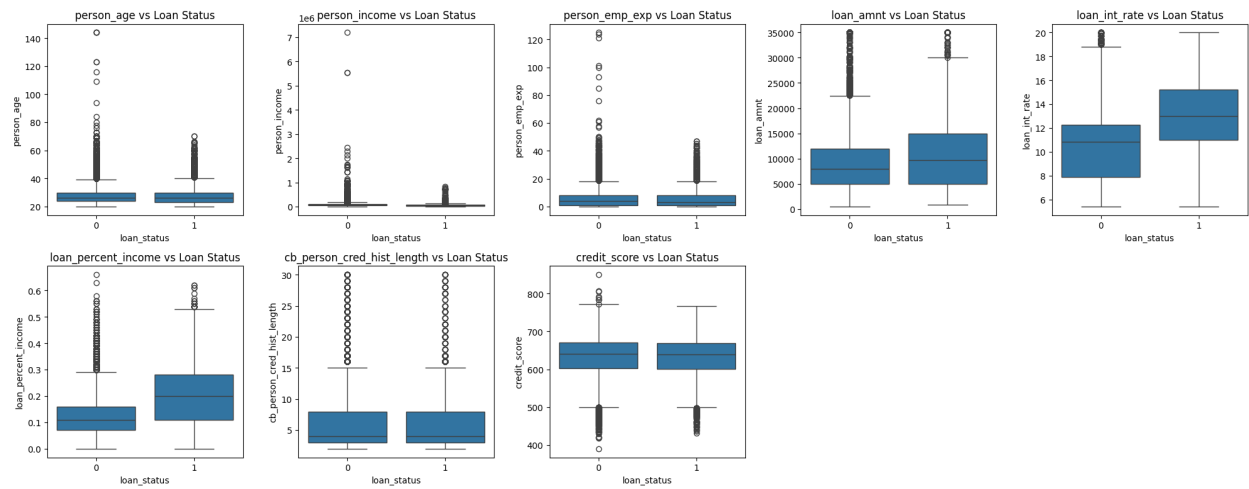 person_age vs Loan Status
person_age
140
120
100
80
60
40
20
0
1
loan_status
1e6
person_income vs Loan Status
person_income
7
6
5
4
3
2
1
0
0
1
loan_status
person_emp_exp vs Loan Status
person_emp_exp
120
100
80
60
40
20
0
0
1
loan_status
loan_amnt vs Loan Status
loan_amnt
35000
30000
25000
20000
15000
10000
5000
0
0
1
loan_status
loan_int_rate vs Loan Status
loan_int_rate
20
18
16
14
12
10
8
6
0
1
loan_status
loan_percent_income vs Loan Status
loan_percent_income
0.6
0.5
0.4
0.3
0.2
0.1
0.0
0
1
loan_status
cb_person_cred_hist_length vs Loan Status
cb_person_cred_hist_length
30
25
20
15
10
5
0
1
loan_status
credit_score vs Loan Status
credit_score
800
700
600
500
400
0
1
loan_status